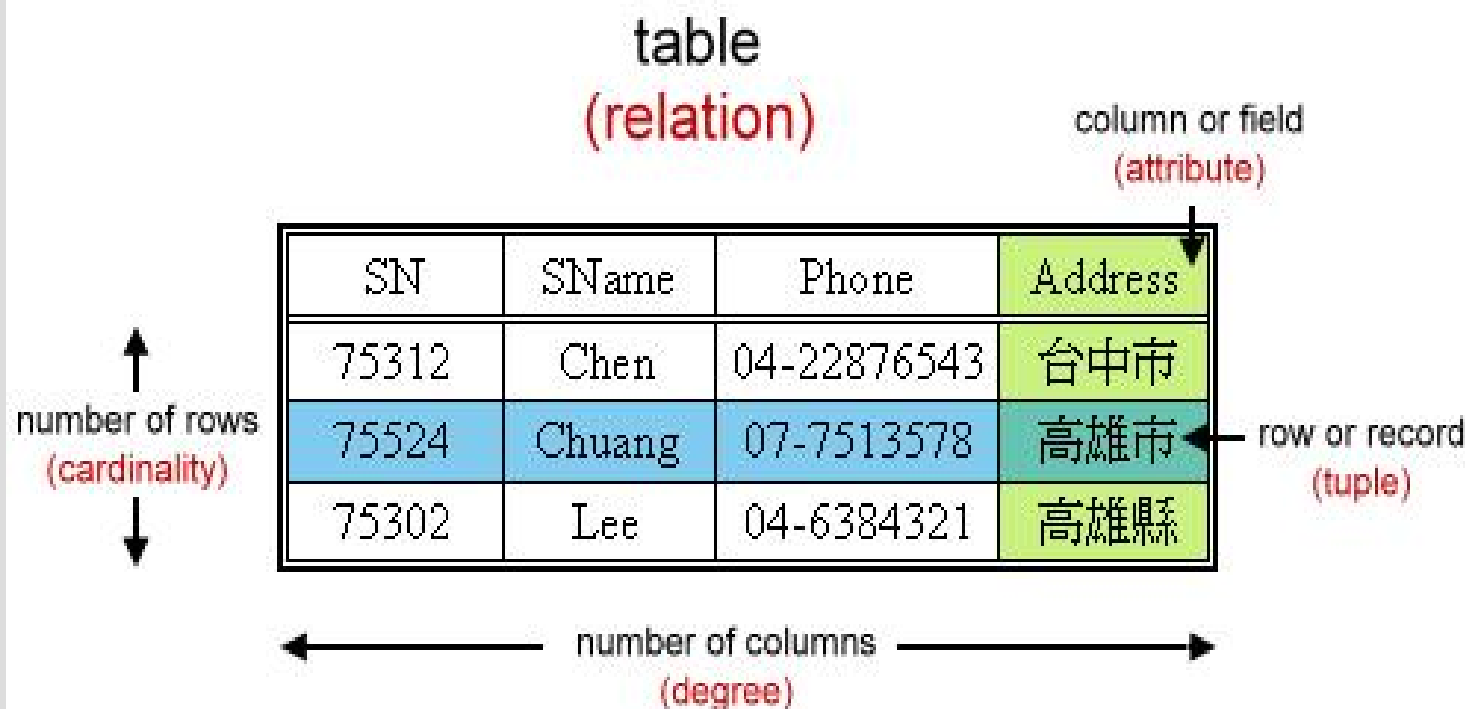 table
(relation)
column or field
(attribute)
SN SName Phone Address
75312 Chen 04-22876543 台中市
75524 Chuang 07-7513578 高雄市
75302 Lee 04-6384321 高雄縣
number of rows
(cardinality)
row or record
(tuple)
number of columns
(degree)